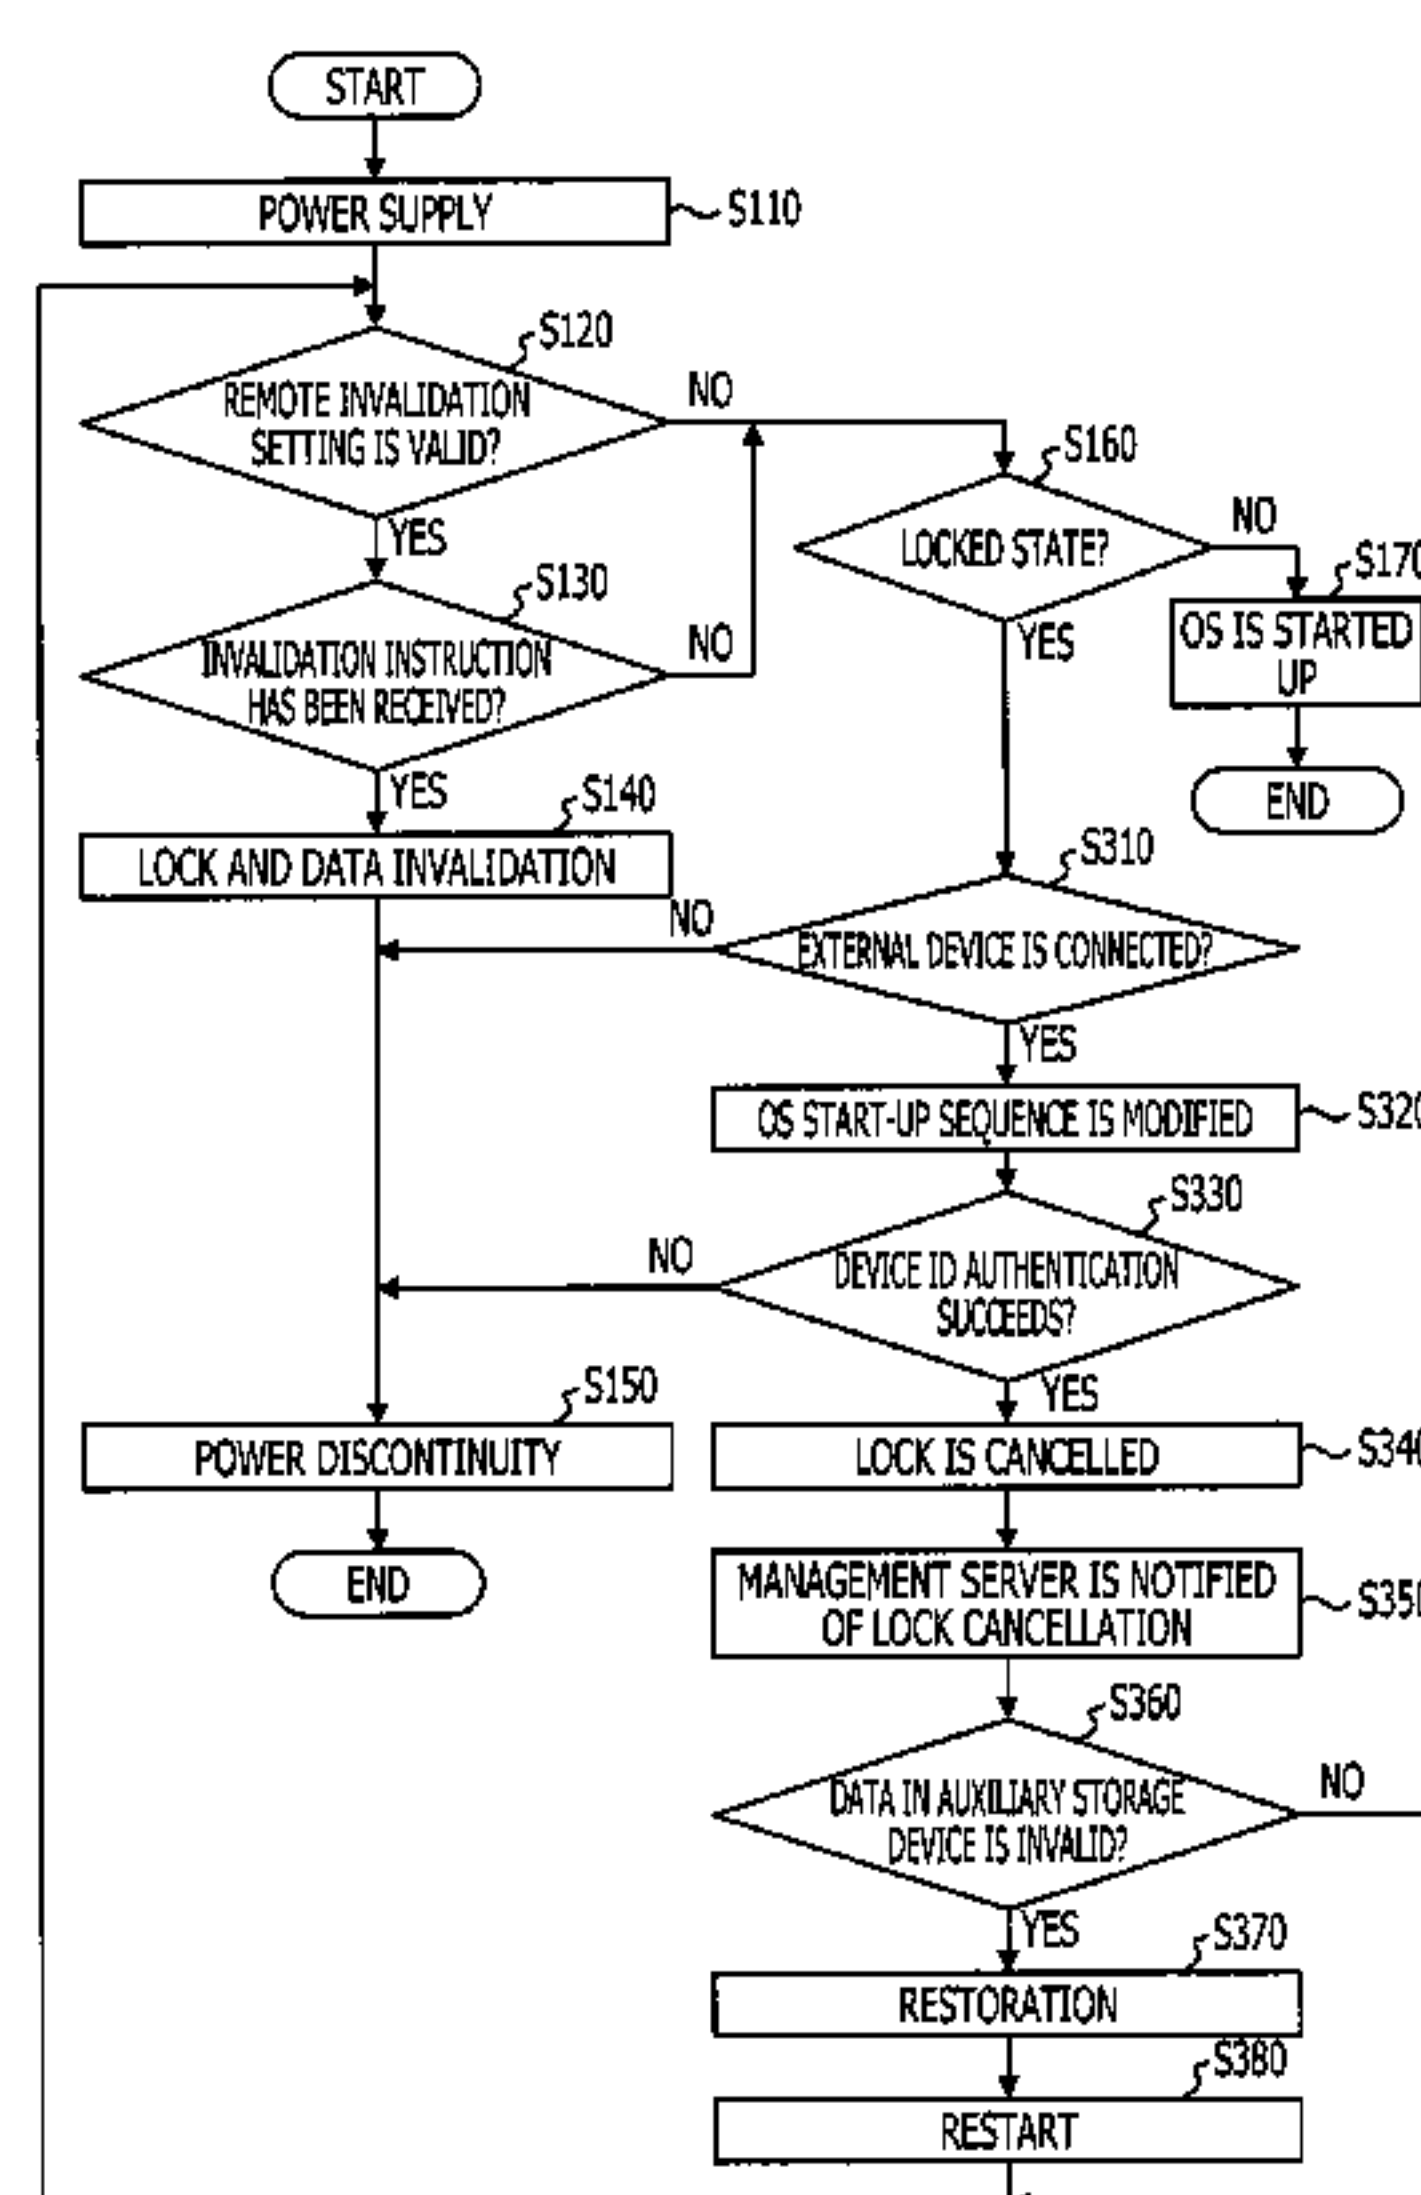 START
POWER SUPPLY
S110
S120
REMOTE INVALIDATION
SETTING IS VALID?
NO
YES
S130
INVALIDATION INSTRUCTION
HAS BEEN RECEIVED?
NO
YES
S140
LOCK AND DATA INVALIDATION
S160
LOCKED STATE?
NO
YES
S170
OS IS STARTED
UP
END
S310
EXTERNAL DEVICE IS CONNECTED?
NO
YES
OS START-UP SEQUENCE IS MODIFIED
S320
S330
DEVICE ID AUTHENTICATION
SUCCEEDS?
NO
YES
S150
POWER DISCONTINUITY
END
LOCK IS CANCELLED
S340
MANAGEMENT SERVER IS NOTIFIED
OF LOCK CANCELLATION
S350
S360
DATA IN AUXILIARY STORAGE
DEVICE IS INVALID?
NO
YES
S370
RESTORATION
S380
RESTART